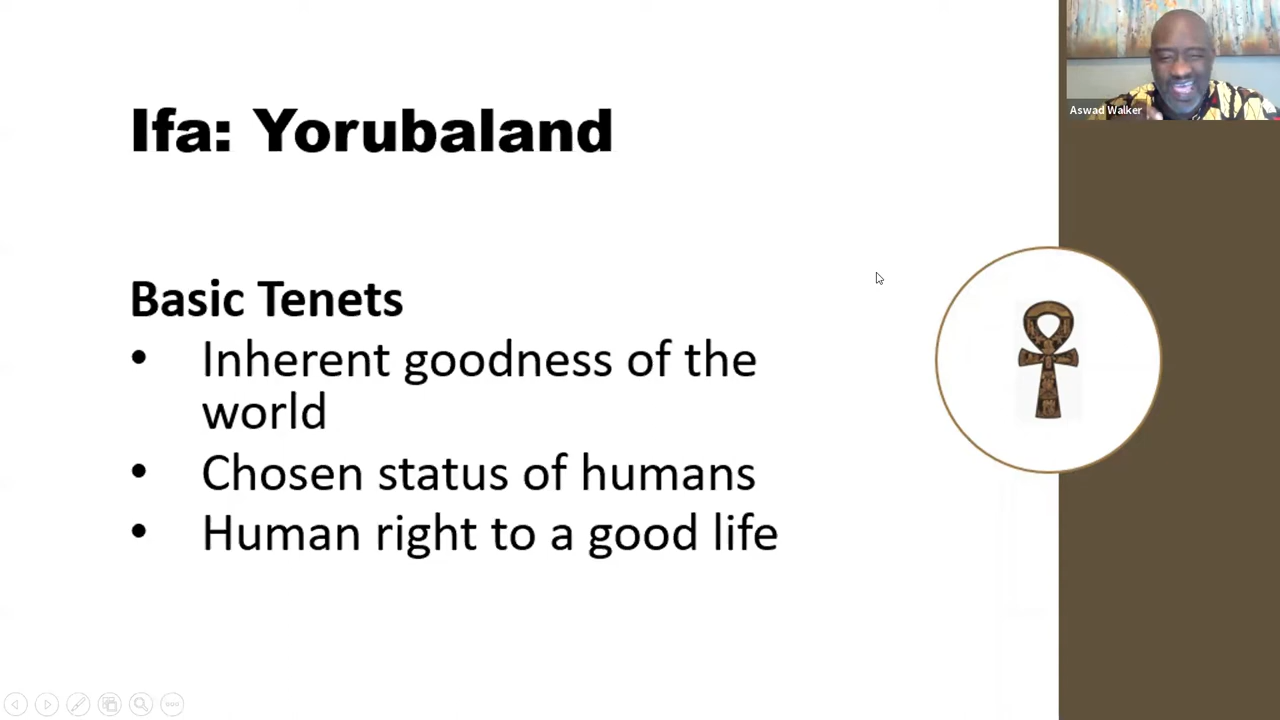 Ifa: Yorubaland
Aswad Walker
Basic Tenets
• Inherent goodness of the
world
• Chosen status of humans
• Human right to a good life